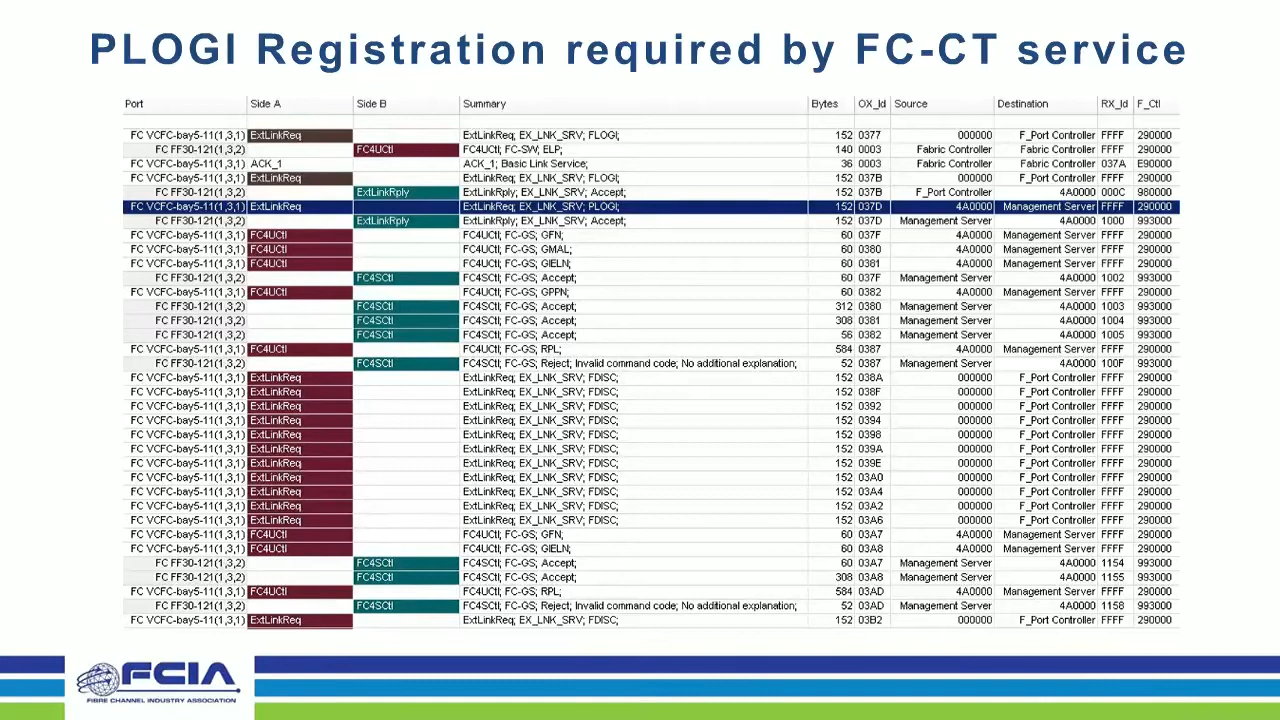 PLOGI Registration required by FC-CT service
Port Side A Side B Summary Bytes OX_Id Source Destination RX_Id F_Ctl
FC VCFC-bay5-11(1,3,1) ExtLinkReq ExtLinkReq; EX_LNK_SRV; FLOGI; 152 0377 000000 F_Port Controller FFFF 290000
FC FF30-121(1,3,2) FC4UCtl FC4UCtl; FC-SW; ELP; 140 0003 Fabric Controller Fabric Controller FFFF 290000
FC VCFC-bay5-11(1,3,1) ACK_1 ACK_1; Basic Link Service; 36 0003 Fabric Controller Fabric Controller 037A E90000
FC VCFC-bay5-11(1,3,1) ExtLinkReq ExtLinkReq; EX_LNK_SRV; FLOGI; 152 037B 000000 F_Port Controller FFFF 290000
FC FF30-121(1,3,2) ExtLinkRply ExtLinkRply; EX_LNK_SRV; Accept; 152 037B F_Port Controller 4A0000 000C 980000
FC VCFC-bay5-11(1,3,1) ExtLinkReq ExtLinkReq; EX_LNK_SRV; PLOGI; 152 037D 4A0000 Management Server FFFF 290000
FC FF30-121(1,3,2) ExtLinkRply ExtLinkRply; EX_LNK_SRV; Accept; 152 037D Management Server 4A0000 1000 993000
FC VCFC-bay5-11(1,3,1) FC4UCtl FC4UCtl; FC-GS; GFN; 60 037F 4A0000 Management Server FFFF 290000
FC VCFC-bay5-11(1,3,1) FC4UCtl FC4UCtl; FC-GS; GMAL; 60 0380 4A0000 Management Server FFFF 290000
FC VCFC-bay5-11(1,3,1) FC4UCtl FC4UCtl; FC-GS; GIELN; 60 0381 4A0000 Management Server FFFF 290000
FC FF30-121(1,3,2) FC4SCtl FC4SCtl; FC-GS; Accept; 60 037F Management Server 4A0000 1002 993000
FC VCFC-bay5-11(1,3,1) FC4UCtl FC4UCtl; FC-GS; GPPN; 60 0382 4A0000 Management Server FFFF 290000
FC FF30-121(1,3,2) FC4SCtl FC4SCtl; FC-GS; Accept; 312 0380 Management Server 4A0000 1003 993000
FC FF30-121(1,3,2) FC4SCtl FC4SCtl; FC-GS; Accept; 308 0381 Management Server 4A0000 1004 993000
FC FF30-121(1,3,2) FC4SCtl FC4SCtl; FC-GS; Accept; 56 0382 Management Server 4A0000 1005 993000
FC VCFC-bay5-11(1,3,1) FC4UCtl FC4UCtl; FC-GS; RPL; 584 0387 4A0000 Management Server FFFF 290000
FC FF30-121(1,3,2) FC4SCtl FC4SCtl; FC-GS; Reject; Invalid command code; No additional explanation; 52 0387 Management Server 4A0000 100F 993000
FC VCFC-bay5-11(1,3,1) ExtLinkReq ExtLinkReq; EX_LNK_SRV; FDISC; 152 038A 000000 F_Port Controller FFFF 290000
FC VCFC-bay5-11(1,3,1) ExtLinkReq ExtLinkReq; EX_LNK_SRV; FDISC; 152 038F 000000 F_Port Controller FFFF 290000
FC VCFC-bay5-11(1,3,1) ExtLinkReq ExtLinkReq; EX_LNK_SRV; FDISC; 152 0392 000000 F_Port Controller FFFF 290000
FC VCFC-bay5-11(1,3,1) ExtLinkReq ExtLinkReq; EX_LNK_SRV; FDISC; 152 0394 000000 F_Port Controller FFFF 290000
FC VCFC-bay5-11(1,3,1) ExtLinkReq ExtLinkReq; EX_LNK_SRV; FDISC; 152 0398 000000 F_Port Controller FFFF 290000
FC VCFC-bay5-11(1,3,1) ExtLinkReq ExtLinkReq; EX_LNK_SRV; FDISC; 152 039A 000000 F_Port Controller FFFF 290000
FC VCFC-bay5-11(1,3,1) ExtLinkReq ExtLinkReq; EX_LNK_SRV; FDISC; 152 039E 000000 F_Port Controller FFFF 290000
FC VCFC-bay5-11(1,3,1) ExtLinkReq ExtLinkReq; EX_LNK_SRV; FDISC; 152 03A0 000000 F_Port Controller FFFF 290000
FC VCFC-bay5-11(1,3,1) ExtLinkReq ExtLinkReq; EX_LNK_SRV; FDISC; 152 03A4 000000 F_Port Controller FFFF 290000
FC VCFC-bay5-11(1,3,1) ExtLinkReq ExtLinkReq; EX_LNK_SRV; FDISC; 152 03A2 000000 F_Port Controller FFFF 290000
FC VCFC-bay5-11(1,3,1) ExtLinkReq ExtLinkReq; EX_LNK_SRV; FDISC; 152 03A6 000000 F_Port Controller FFFF 290000
FC VCFC-bay5-11(1,3,1) FC4UCtl FC4UCtl; FC-GS; GFN; 60 03A7 4A0000 Management Server FFFF 290000
FC VCFC-bay5-11(1,3,1) FC4UCtl FC4UCtl; FC-GS; GIELN; 60 03A8 4A0000 Management Server FFFF 290000
FC FF30-121(1,3,2) FC4SCtl FC4SCtl; FC-GS; Accept; 60 03A7 Management Server 4A0000 1154 993000
FC FF30-121(1,3,2) FC4SCtl FC4SCtl; FC-GS; Accept; 308 03A8 Management Server 4A0000 1155 993000
FC VCFC-bay5-11(1,3,1) FC4UCtl FC4UCtl; FC-GS; RPL; 584 03AD 4A0000 Management Server FFFF 290000
FC FF30-121(1,3,2) FC4SCtl FC4SCtl; FC-GS; Reject; Invalid command code; No additional explanation; 52 03AD Management Server 4A0000 1158 993000
FC VCFC-bay5-11(1,3,1) ExtLinkReq ExtLinkReq; EX_LNK_SRV; FDISC; 152 03B2 000000 F_Port Controller FFFF 290000
FCIA
FIBRE CHANNEL INDUSTRY ASSOCIATION